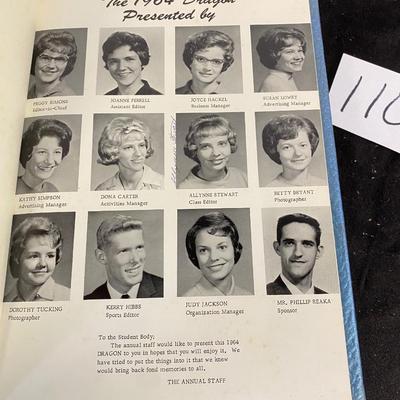 The 1964 Dragon
Presented by
PEGGY SIMONS
Editor-in-Chief
JOANNE FERRELL
Assistant Editor
JOYCE HACKEL
Business Manager
SUSAN LOWRY
Advertising Manager
KATHY SIMPSON
Advertising Manager
DONA CARTER
Activities Manager
ALLYNNE STEWART
Class Editor
BETTY BRYANT
Photographer
DOROTHY TUCKING
Photographer
KERRY HIBBS
Sports Editor
JUDY JACKSON
Organization Manager
MR. PHILLIP REAKA
Sponsor
To the Student Body:
The annual staff would like to present this 1964
DRAGON to you in hopes that you will enjoy it. We
have tried to put things into it that we knew
would bring back fond memories to all.
THE ANNUAL STAFF